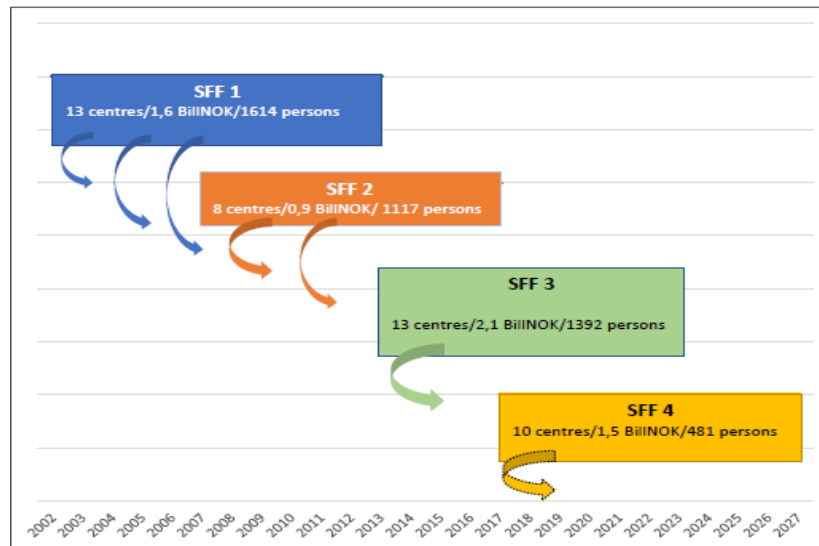 SFF 1
13 centres/1,6 BillNOK/1614 persons
SFF 2
8 centres/0,9 BillNOK/ 1117 persons
SFF 3
13 centres/2,1 BillNOK/1392 persons
SFF 4
10 centres/1,5 BillNOK/481 persons
2002 2003 2004 2005 2006 2007 2008 2009 2010 2011 2012 2013 2014 2015 2016 2017 2018 2019 2020 2021 2022 2023 2024 2025 2026 2027